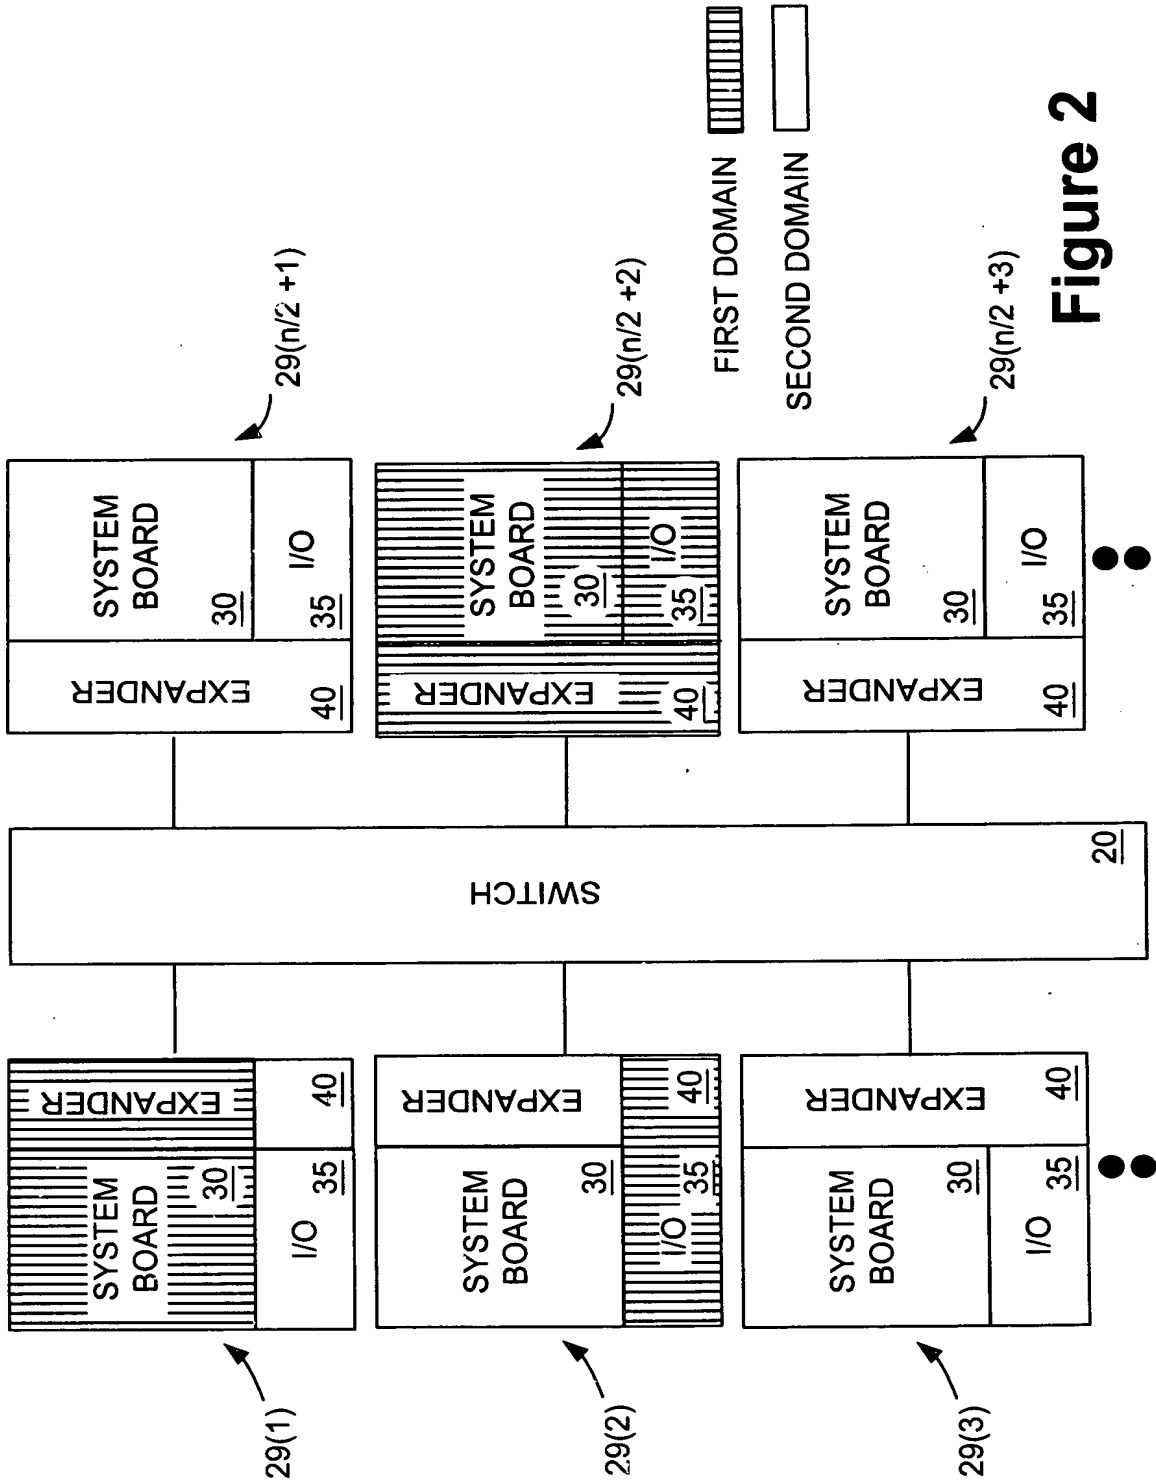 29(1)
SYSTEM
BOARD
30
EXPANDER
I/O
35
40
29(2)
SYSTEM
BOARD
30
EXPANDER
I/O
35
40
29(3)
SYSTEM
BOARD
30
EXPANDER
I/O
35
40
SWITCH
20
EXPANDER
40
SYSTEM
BOARD
30
I/O
35
29(n/2 +1)
EXPANDER
40
SYSTEM
BOARD
30
I/O
35
29(n/2 +2)
EXPANDER
40
SYSTEM
BOARD
30
I/O
35
29(n/2 +3)
FIRST DOMAIN
SECOND DOMAIN
Figure 2